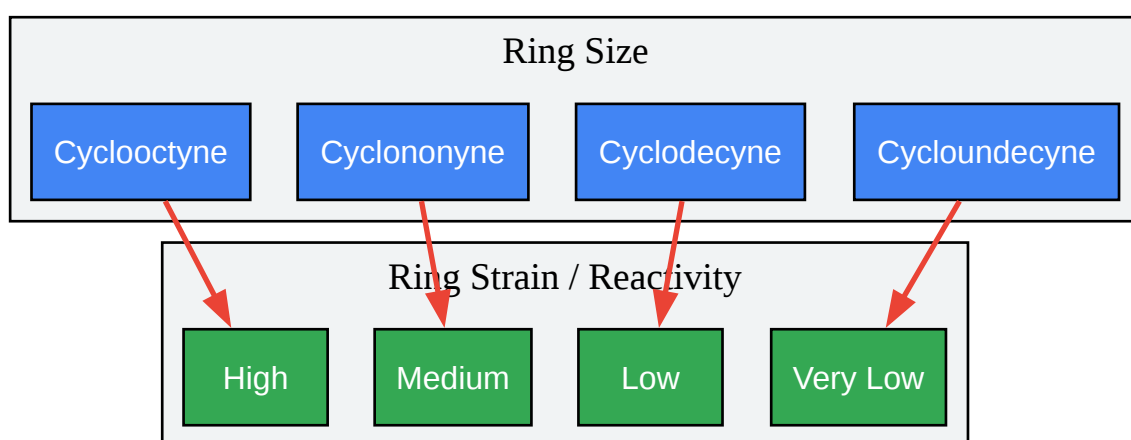 Ring Size
Cyclooctyne
Cyclononyne
Cyclodecyne
Cycloundecyne
Ring Strain / Reactivity
High
Medium
Low
Very Low